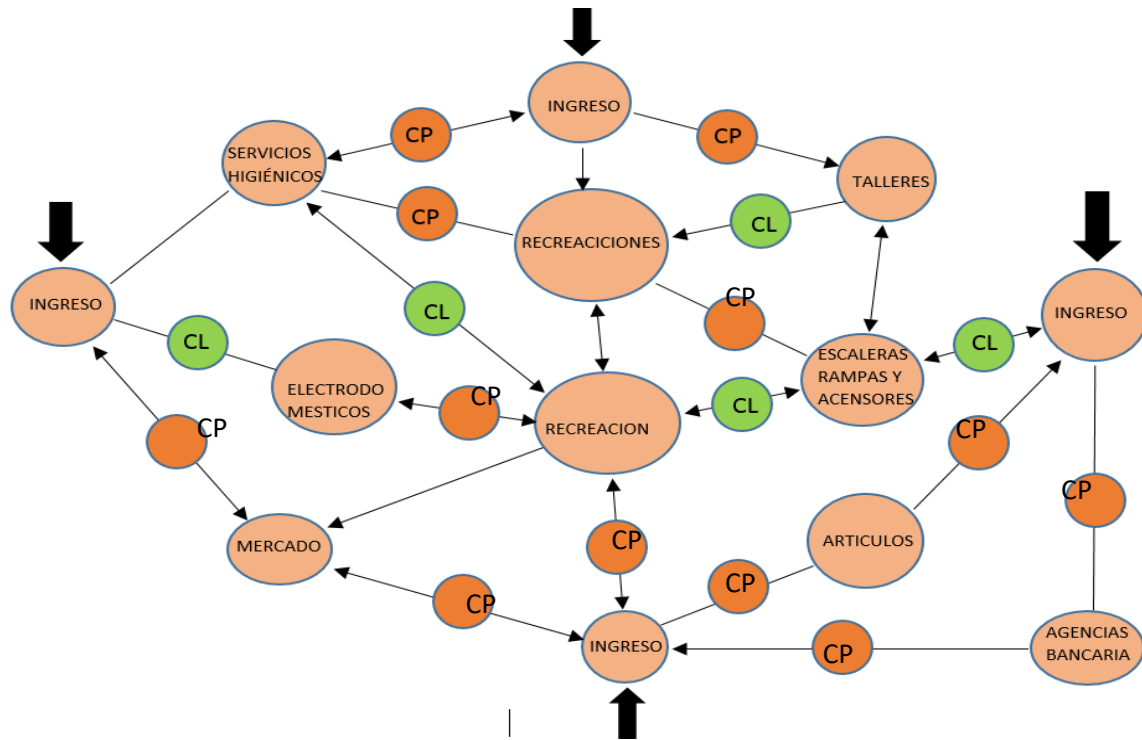 INGRESO
CP
CP
SERVICIOS
HIGIÉNICOS
TALLERES
CP
CL
RECREACICIONES
INGRESO
CP
CL
INGRESO
CL
CL
ESCALERAS
RAMPAS Y
ACENSORES
ELECTRODO
MESTICOS
CP
CL
RECREACION
CP
CP
CP
MERCADO
CP
ARTICULOS
CP
CP
INGRESO
CP
AGENCIAS
BANCARIA